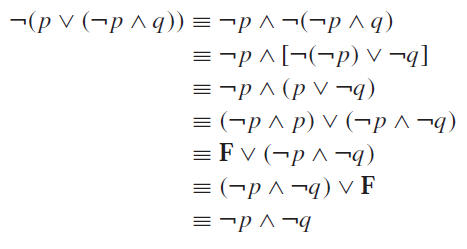 ¬(p ∨ (¬p ∧ q)) ≡ ¬p ∧ ¬(¬p ∧ q)
≡ ¬p ∧ [¬(¬p) ∨ ¬q]
≡ ¬p ∧ (p ∨ ¬q)
≡ (¬p ∧ p) ∨ (¬p ∧ ¬q)
≡ F ∨ (¬p ∧ ¬q)
≡ (¬p ∧ ¬q) ∨ F
≡ ¬p ∧ ¬q